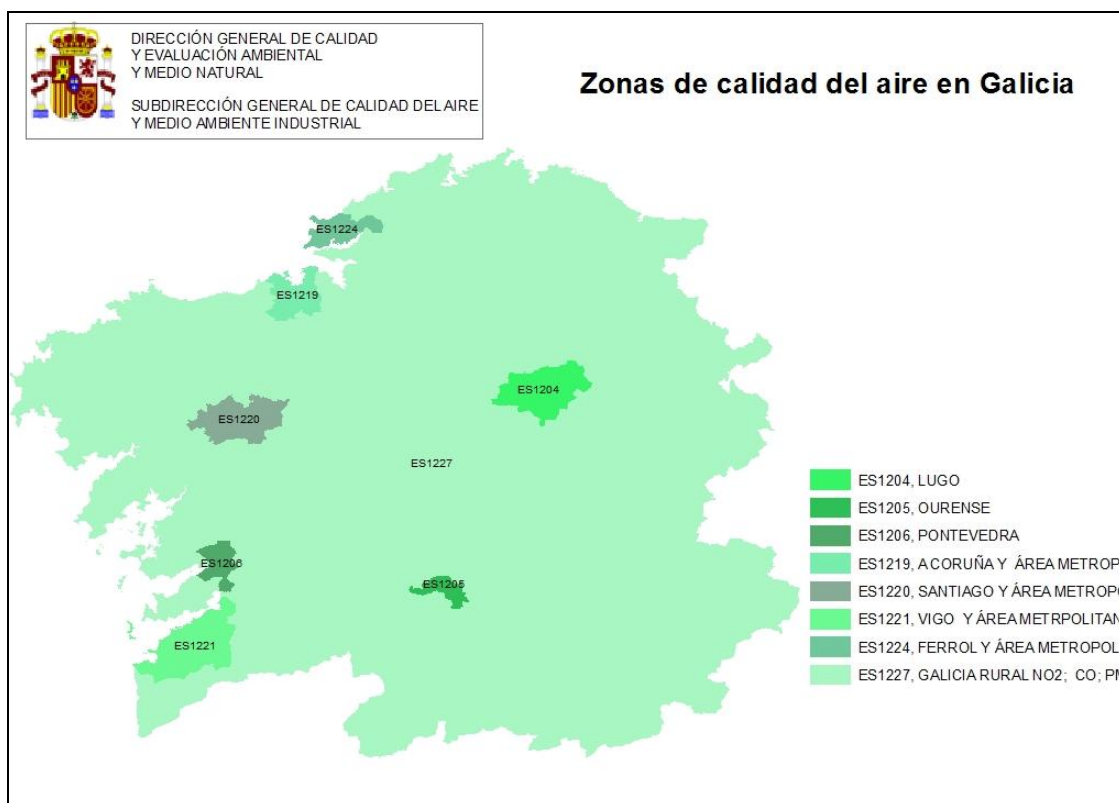 DIRECCIÓN GENERAL DE CALIDAD
Y EVALUACIÓN AMBIENTAL
Y MEDIO NATURAL
SUBDIRECCIÓN GENERAL DE CALIDAD DEL AIRE
Y MEDIO AMBIENTE INDUSTRIAL
Zonas de calidad del aire en Galicia
ES1224
ES1219
ES1204
ES1220
ES1227
ES1206
ES1205
ES1221
ES1204, LUGO
ES1205, OURENSE
ES1206, PONTEVEDRA
ES1219, A CORUÑA Y ÁREA METROP
ES1220, SANTIAGO Y ÁREA METROPO
ES1221, VIGO Y ÁREA METRPOLITAN
ES1224, FERROL Y ÁREA METROPOL
ES1227, GALICIA RURAL NO2; CO; PM